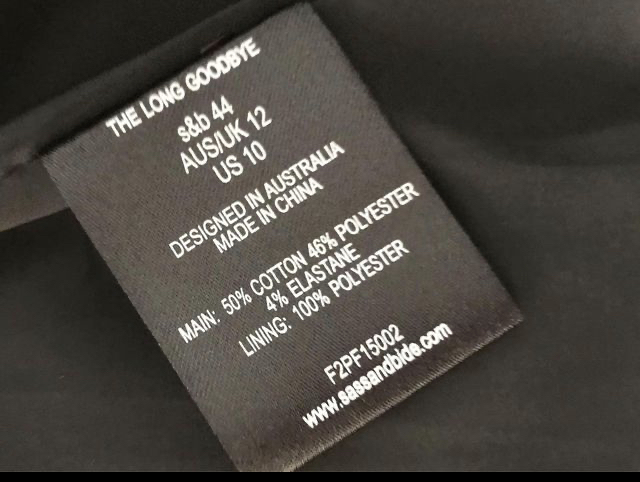 THE LONG GOODBYE
s&b 44
AUS/UK 12
US 10
DESIGNED IN AUSTRALIA
MADE IN CHINA
MAIN: 50% COTTON 46% POLYESTER
4% ELASTANE
LINING: 100% POLYESTER
F2PF15002
www.sassandbide.com